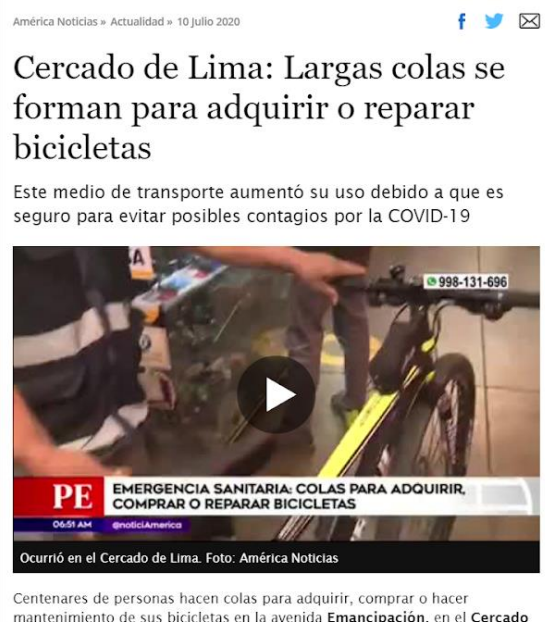 América Noticias » Actualidad » 10 Julio 2020
Cercado de Lima: Largas colas se
forman para adquirir o reparar
bicicletas
Este medio de transporte aumentó su uso debido a que es
seguro para evitar posibles contagios por la COVID-19
998-131-696
PE
EMERGENCIA SANITARIA: COLAS PARA ADQUIRIR,
COMPRAR O REPARAR BICICLETAS
06:51 AM
@noticiAmerica
Ocurrió en el Cercado de Lima. Foto: América Noticias
Centenares de personas hacen colas para adquirir, comprar o hacer
mantenimiento de sus bicicletas en la avenida Emancipación, en el Cercado